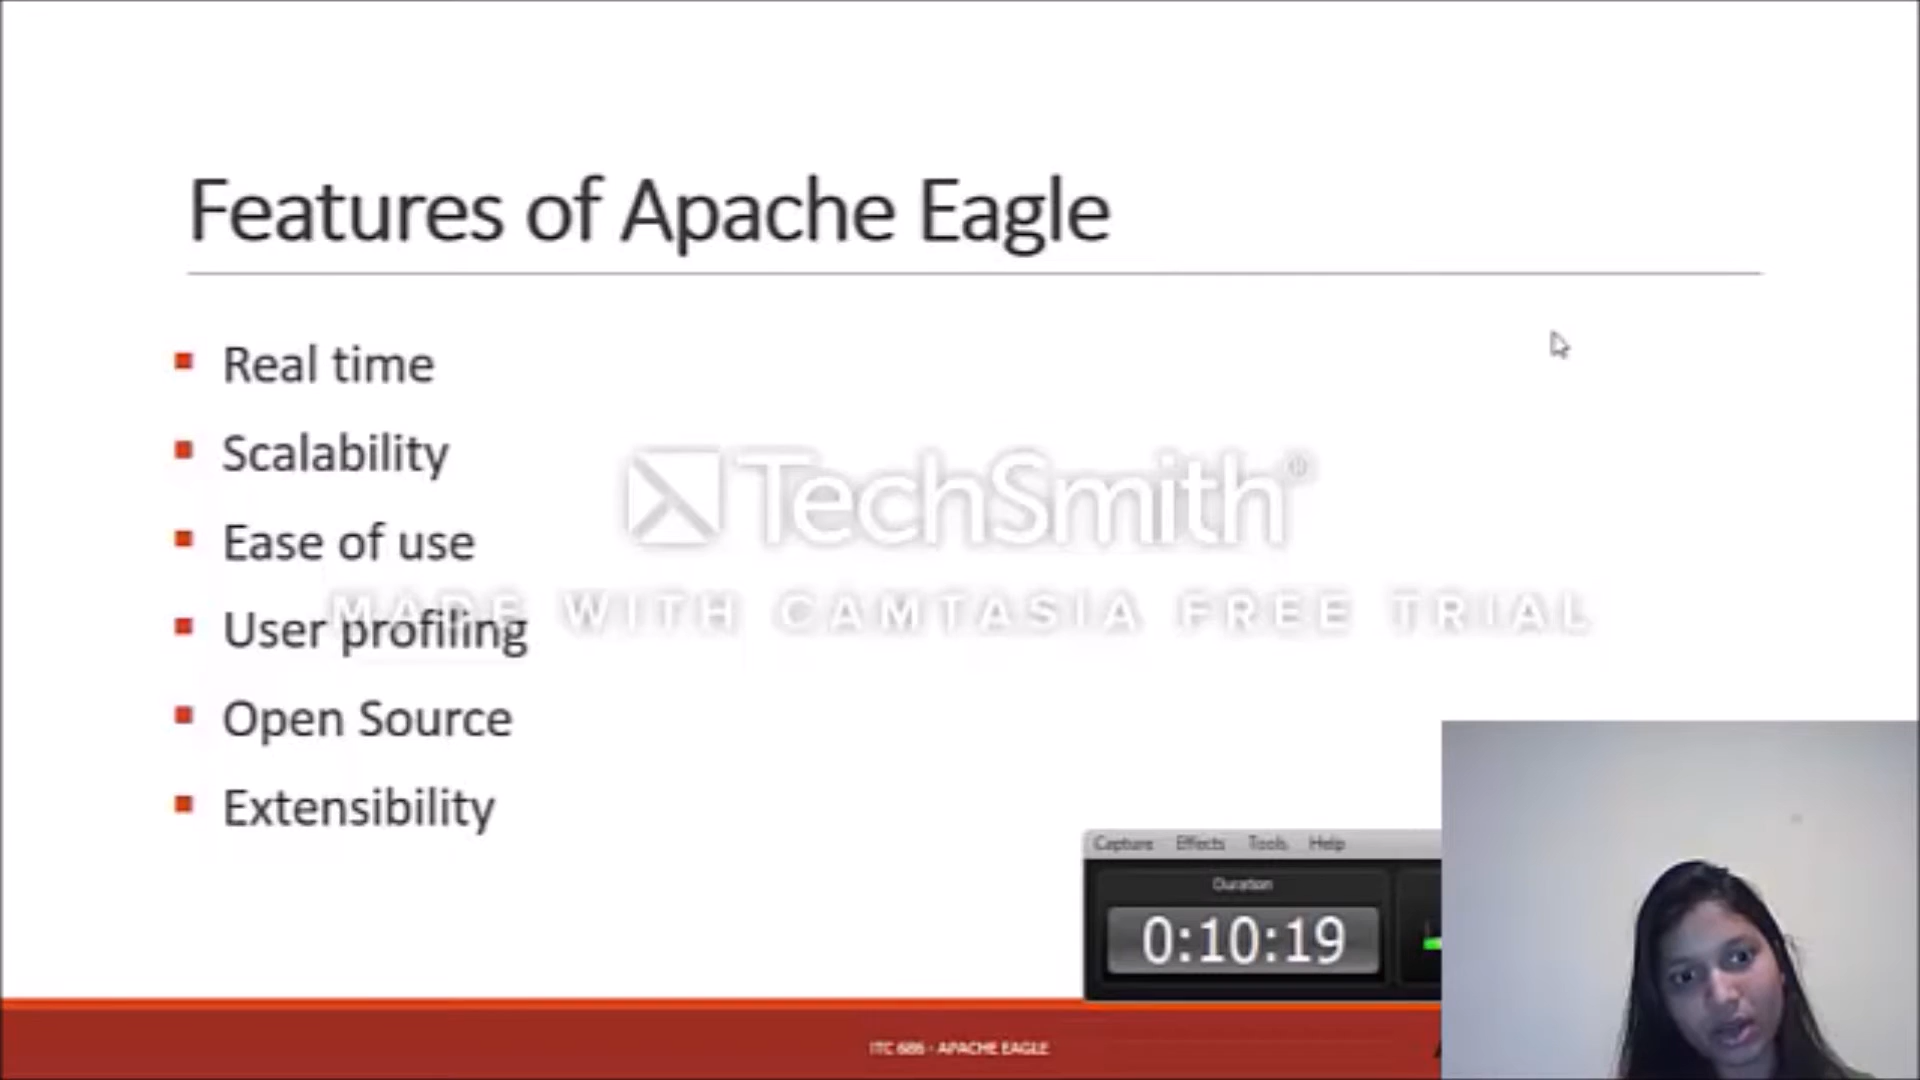 Features of Apache Eagle
Real time
Scalability
TechSmith®
Ease of use
MADE WITH CAMTASIA FREE TRIAL
User profiling
Open Source
Extensibility
Capture Effects Tools Help
Duration
0:10:19
ITC 686 - APACHE EAGLE